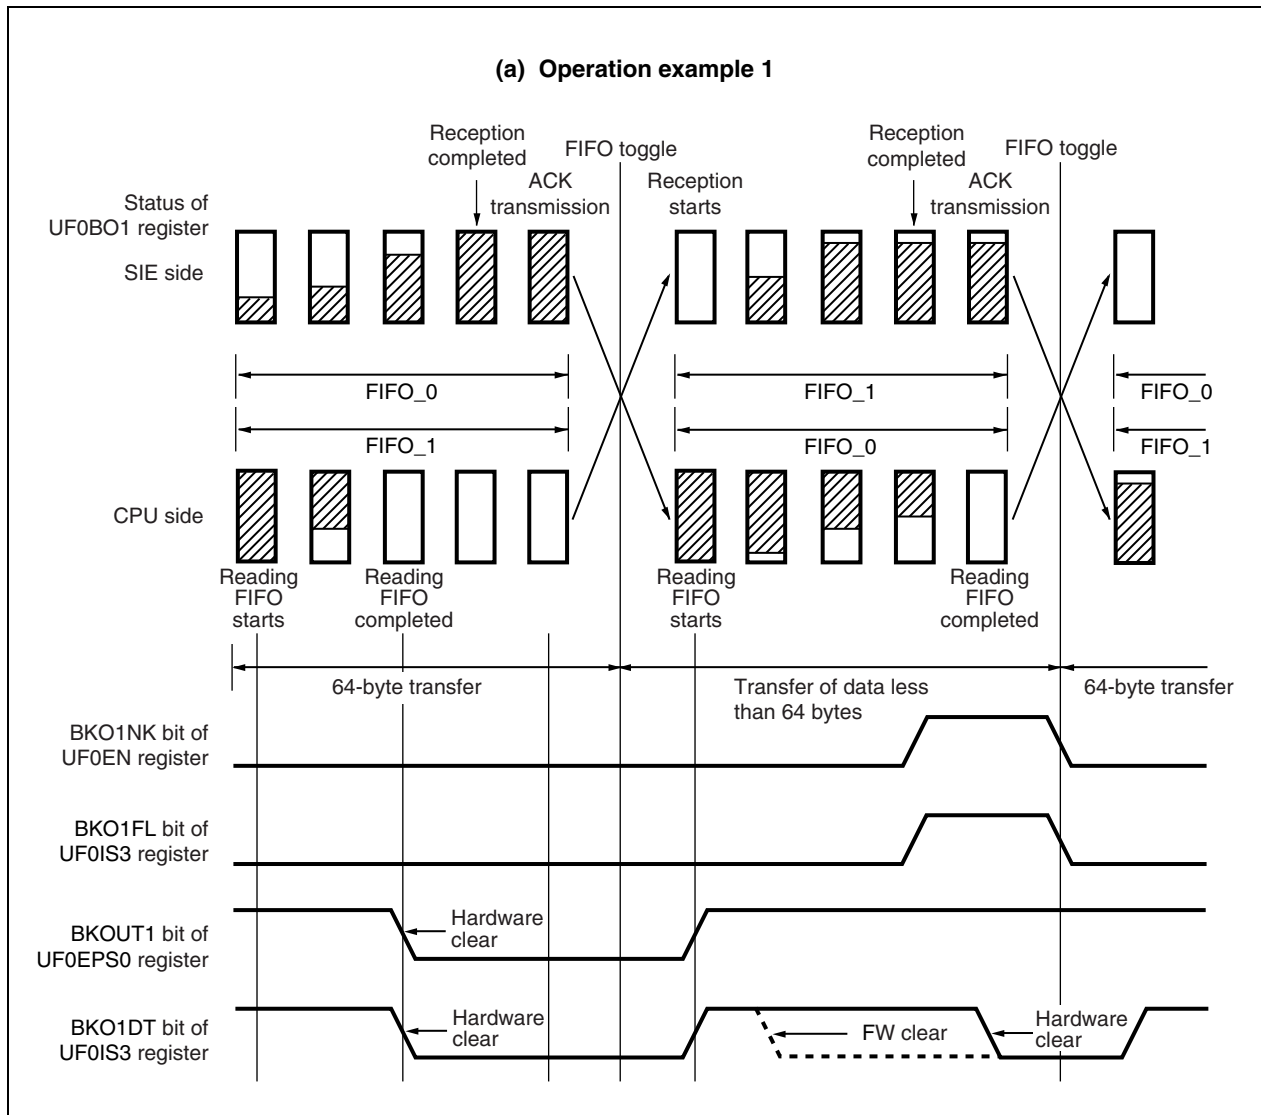 (a) Operation example 1
Reception
completed
FIFO toggle
Reception
completed
FIFO toggle
ACK
transmission
Reception
starts
ACK
transmission
Status of
UF0BO1 register
SIE side
FIFO_0
FIFO_1
FIFO_0
FIFO_1
FIFO_0
FIFO_1
CPU side
Reading
FIFO
starts
Reading
FIFO
completed
Reading
FIFO
starts
Reading
FIFO
completed
64-byte transfer
Transfer of data less
than 64 bytes
64-byte transfer
BKO1NK bit of
UF0EN register
BKO1FL bit of
UF0IS3 register
BKOUT1 bit of
UF0EPS0 register
Hardware
clear
BKO1DT bit of
UF0IS3 register
Hardware
clear
FW clear
Hardware
clear